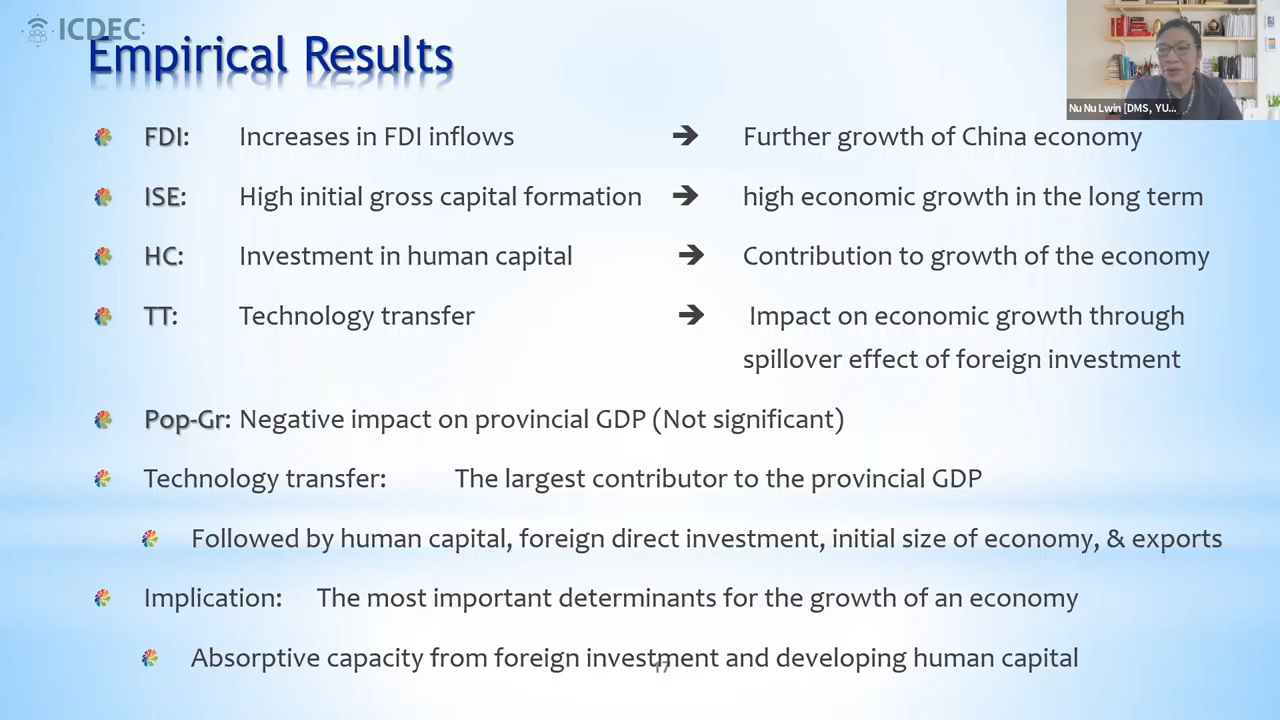 ICDEC
Empirical Results
Nu Nu Lwin [DMS, YU...
FDI: Increases in FDI inflows ➔ Further growth of China economy
ISE: High initial gross capital formation ➔ high economic growth in the long term
HC: Investment in human capital ➔ Contribution to growth of the economy
TT: Technology transfer ➔ Impact on economic growth through
spillover effect of foreign investment
Pop-Gr: Negative impact on provincial GDP (Not significant)
Technology transfer: The largest contributor to the provincial GDP
Followed by human capital, foreign direct investment, initial size of economy, & exports
Implication: The most important determinants for the growth of an economy
Absorptive capacity from foreign investment and developing human capital
17